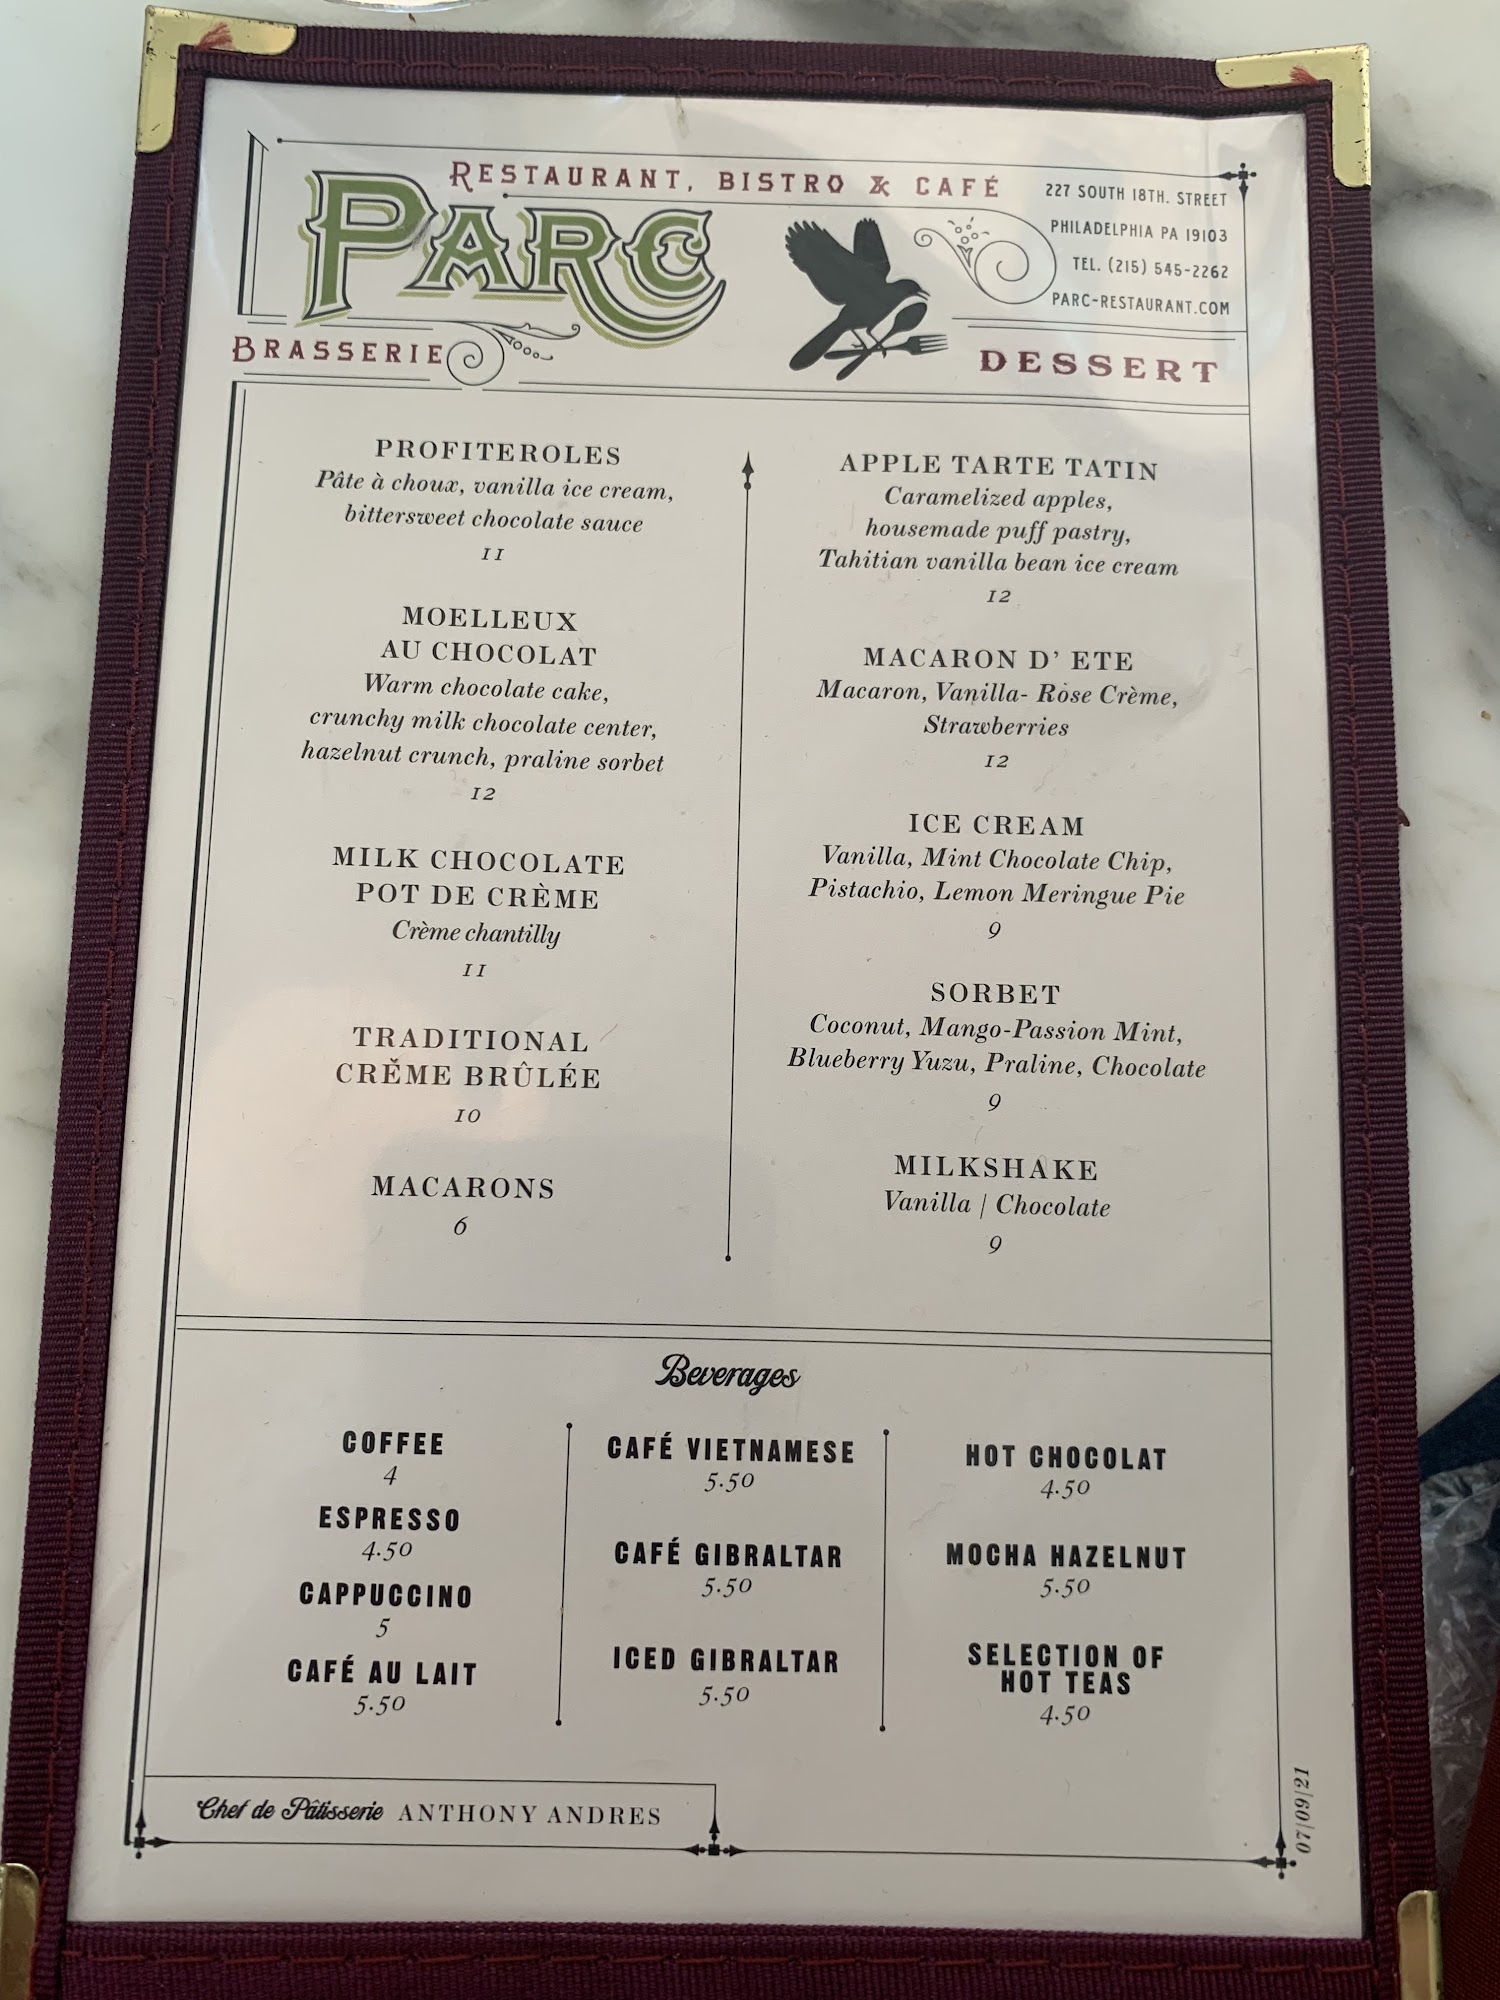 RESTAURANT, BISTRO & CAFÉ
PARC
BRASSERIE
227 SOUTH 18TH. STREET
PHILADELPHIA PA 19103
TEL. (215) 545-2262
PARC-RESTAURANT.COM
DESSERT
PROFITEROLES
Pâte à choux, vanilla ice cream,
bittersweet chocolate sauce
11
MOELLEUX
AU CHOCOLAT
Warm chocolate cake,
crunchy milk chocolate center,
hazelnut crunch, praline sorbet
12
MILK CHOCOLATE
POT DE CRÈME
Crème chantilly
11
TRADITIONAL
CRĚME BRÛLÉE
10
MACARONS
6
APPLE TARTE TATIN
Caramelized apples,
housemade puff pastry,
Tahitian vanilla bean ice cream
12
MACARON D' ETE
Macaron, Vanilla- Rose Crème,
Strawberries
12
ICE CREAM
Vanilla, Mint Chocolate Chip,
Pistachio, Lemon Meringue Pie
9
SORBET
Coconut, Mango-Passion Mint,
Blueberry Yuzu, Praline, Chocolate
9
MILKSHAKE
Vanilla | Chocolate
9
Beverages
COFFEE
4
ESPRESSO
4.50
CAPPUCCINO
5
CAFÉ AU LAIT
5.50
CAFÉ VIETNAMESE
5.50
CAFÉ GIBRALTAR
5.50
ICED GIBRALTAR
5.50
HOT CHOCOLAT
4.50
MOCHA HAZELNUT
5.50
SELECTION OF
HOT TEAS
4.50
Chef de Pâtisserie ANTHONY ANDRES
07/09/21